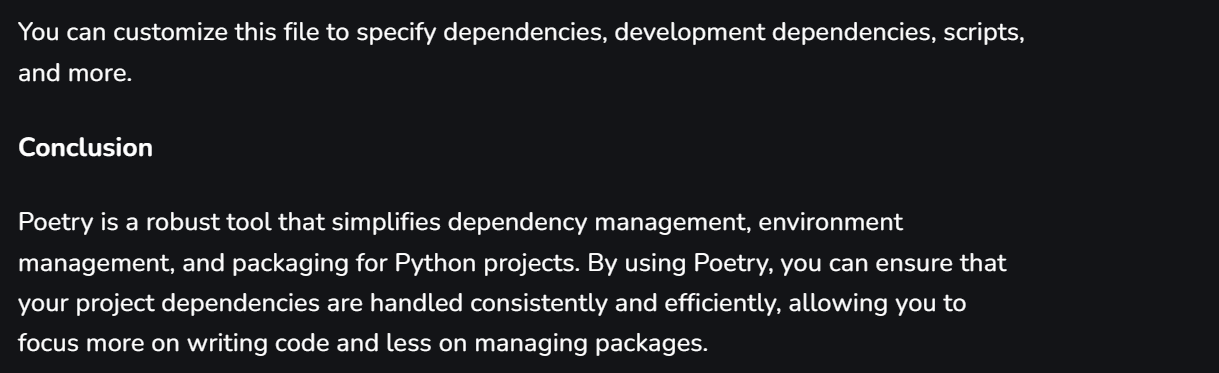 You can customize this file to specify dependencies, development dependencies, scripts,
and more.
Conclusion
Poetry is a robust tool that simplifies dependency management, environment
management, and packaging for Python projects. By using Poetry, you can ensure that
your project dependencies are handled consistently and efficiently, allowing you to
focus more on writing code and less on managing packages.